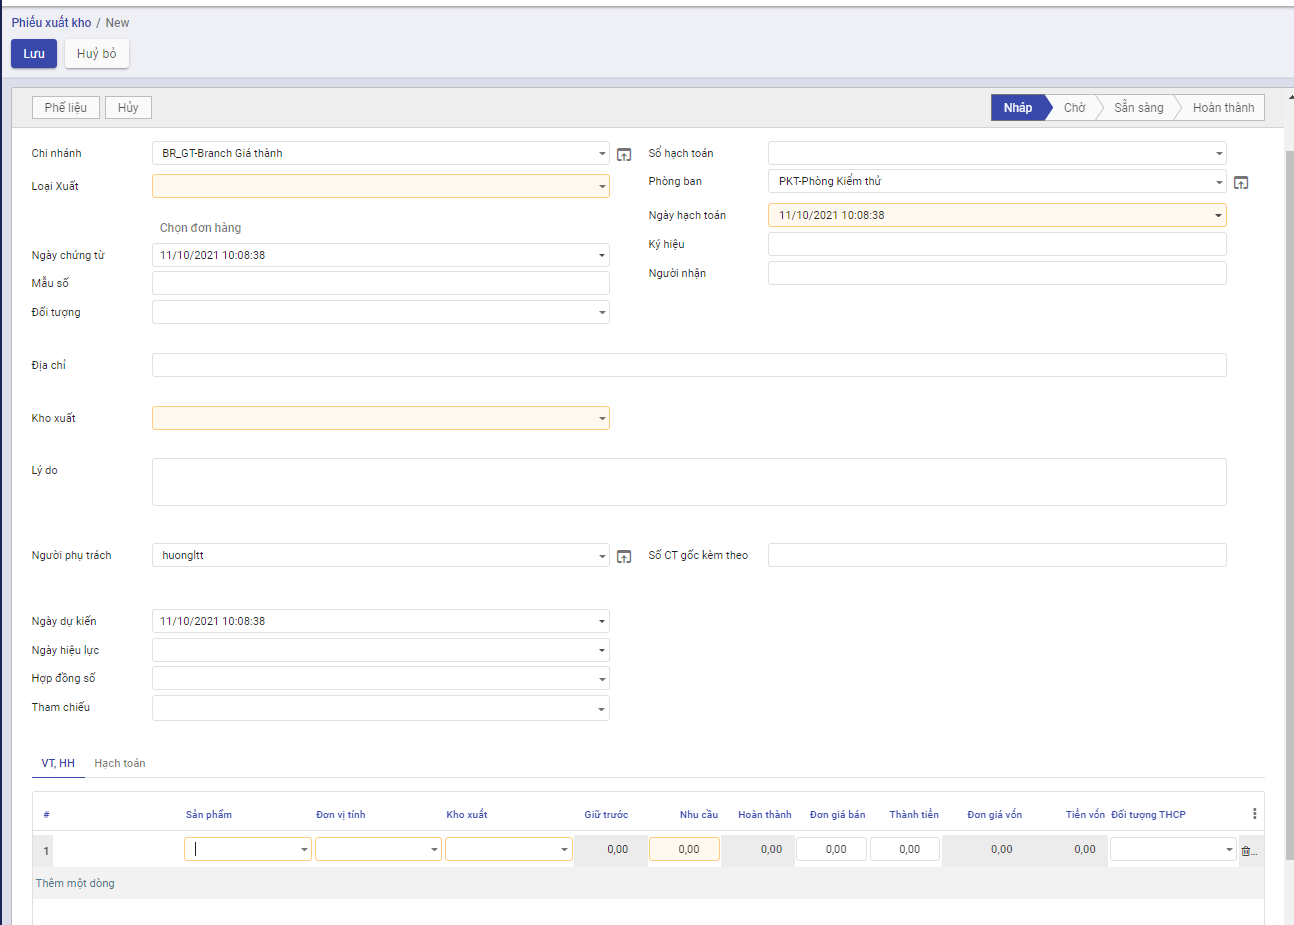 Phiếu xuất kho / New
Lưu Huỷ bỏ
Phế liệu Hủy Nháp Chờ Sẵn sàng Hoàn thành
Chi nhánh BR_GT-Branch Giá thành Sổ hạch toán
Loại Xuất Phòng ban PKT-Phòng Kiểm thử
Ngày hạch toán 11/10/2021 10:08:38
Chọn đơn hàng
Ngày chứng từ 11/10/2021 10:08:38 Ký hiệu
Mẫu số Người nhận
Đối tượng
Địa chỉ
Kho xuất
Lý do
Người phụ trách huongltt Số CT gốc kèm theo
Ngày dự kiến 11/10/2021 10:08:38
Ngày hiệu lực
Hợp đồng số
Tham chiếu
VT, HH Hạch toán
# Sản phẩm Đơn vị tính Kho xuất Giữ trước Nhu cầu Hoàn thành Đơn giá bán Thành tiền Đơn giá vốn Tiền vốn Đối tượng THCP
1 0,00 0,00 0,00 0,00 0,00 0,00 0,00
Thêm một dòng